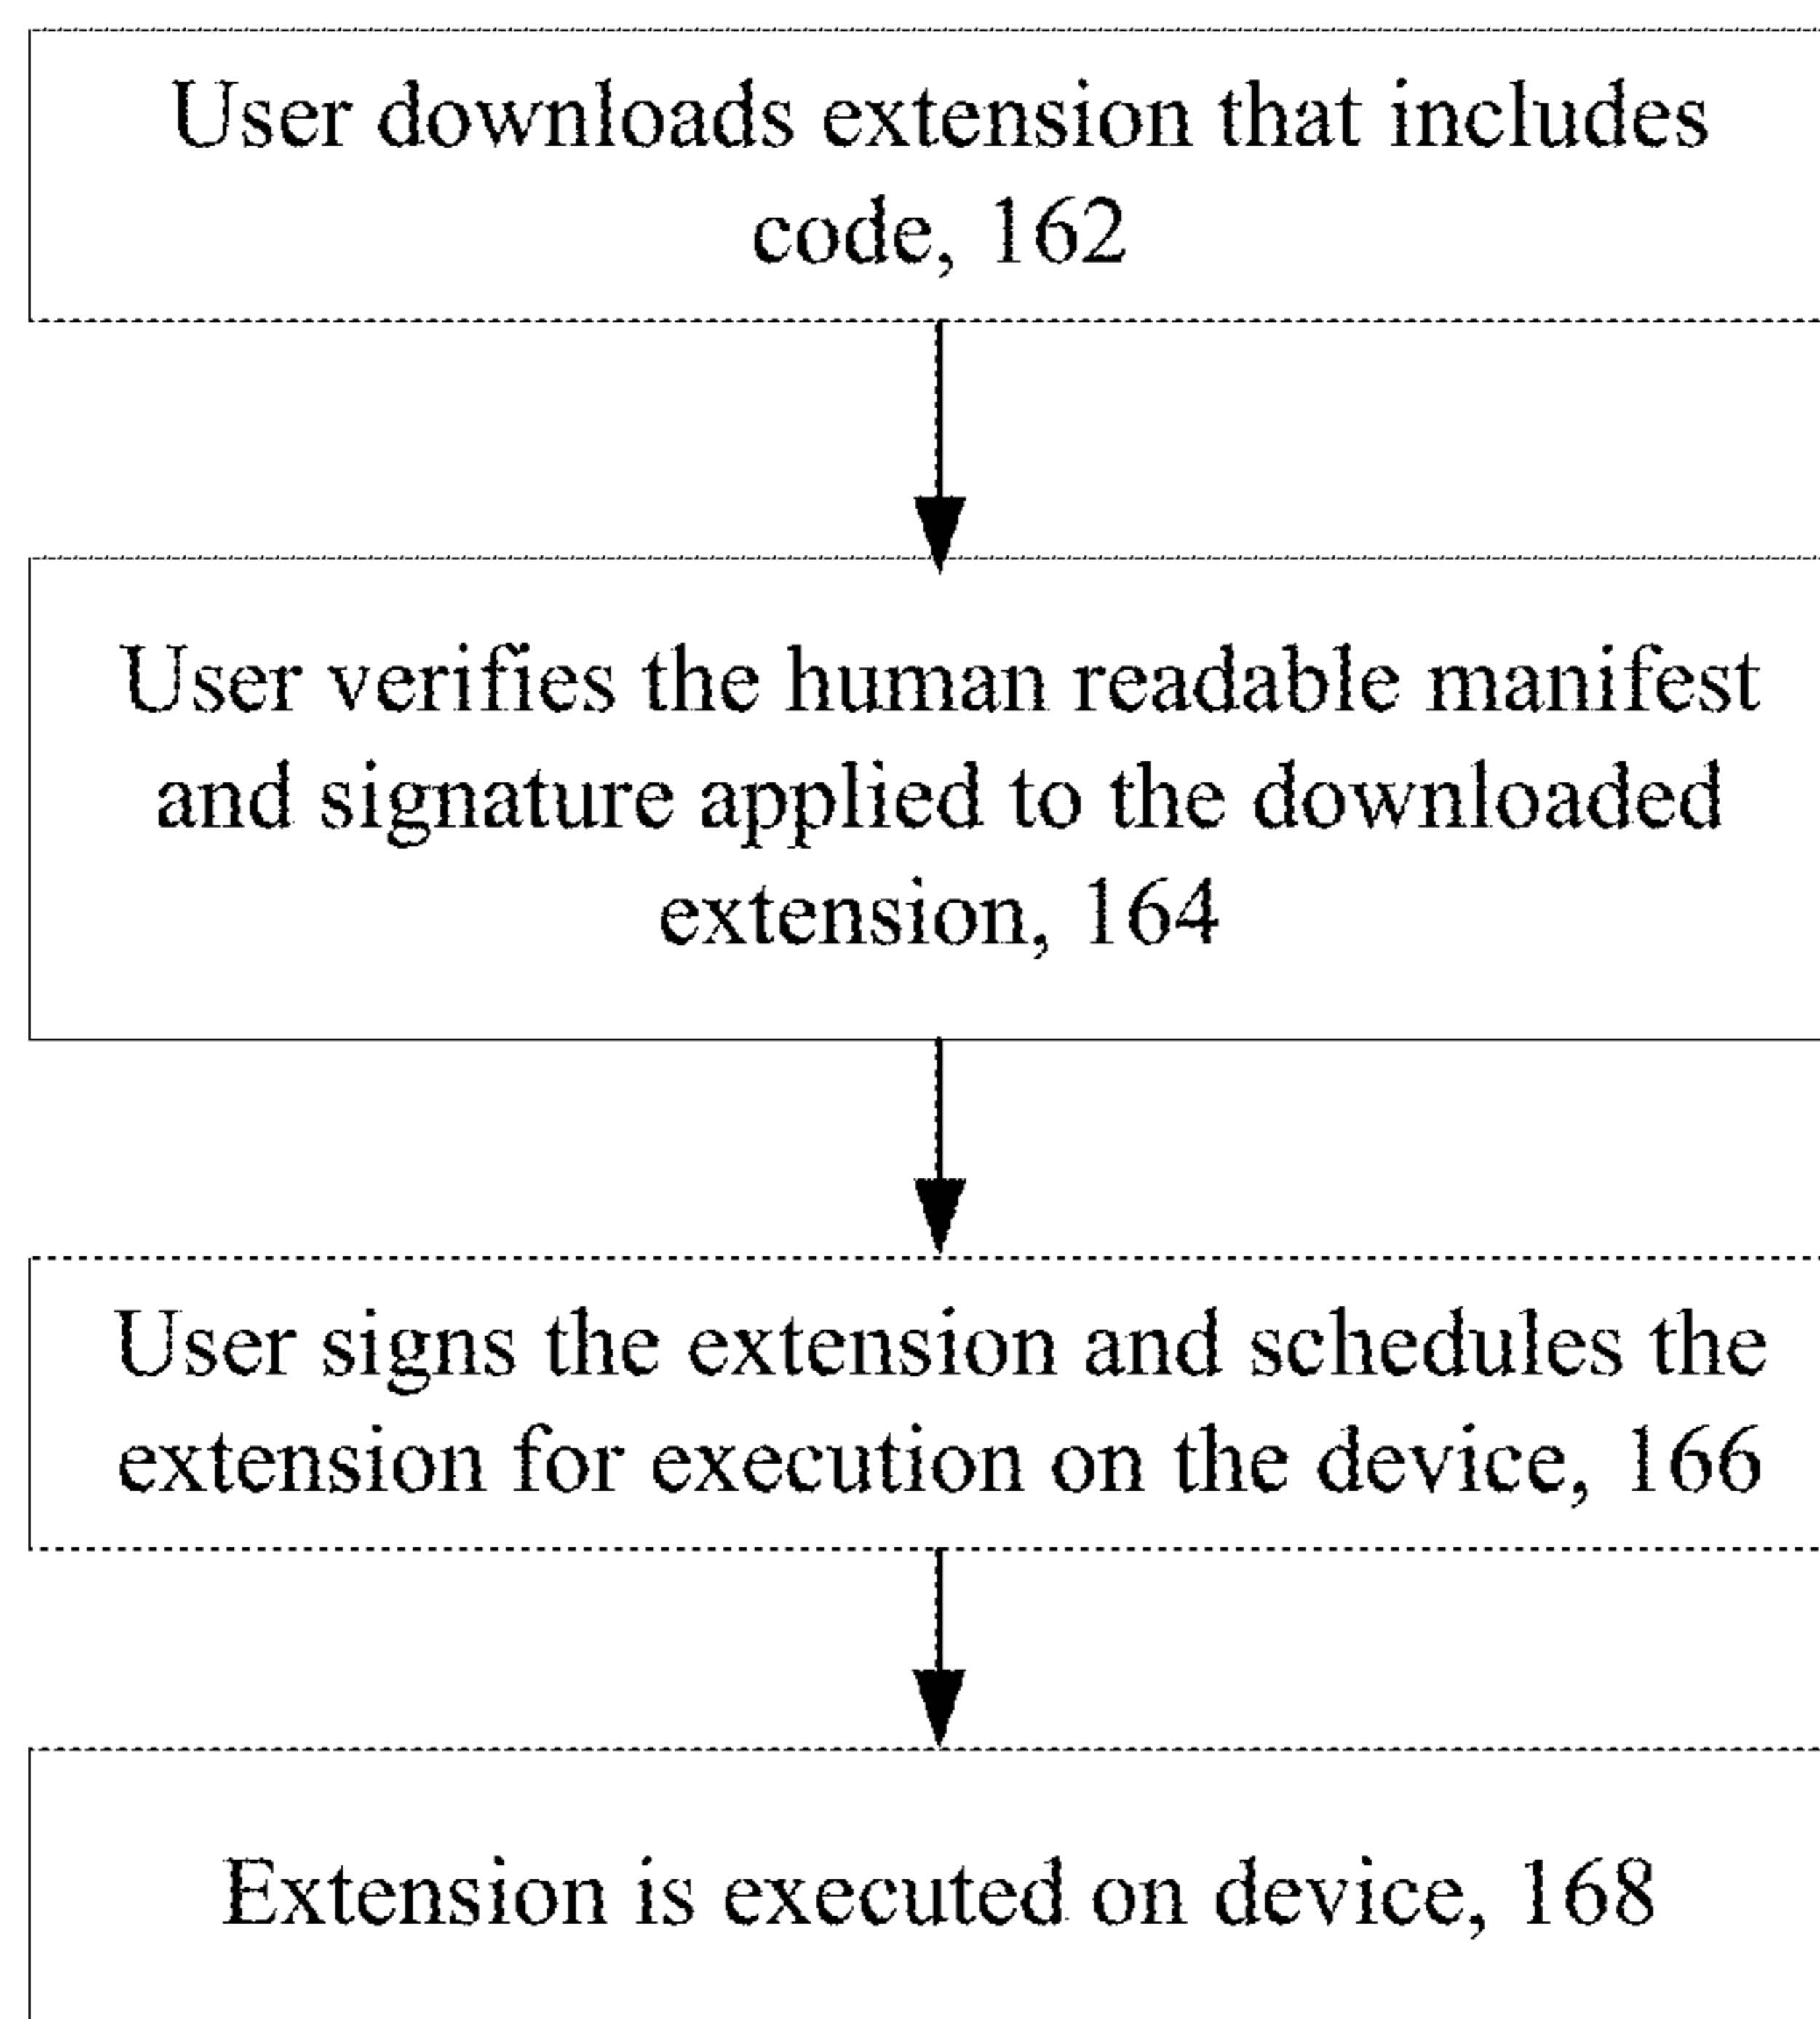 User downloads extension that includes
code, 162
User verifies the human readable manifest
and signature applied to the downloaded
extension, 164
User signs the extension and schedules the
extension for execution on the device, 166
Extension is executed on device, 168